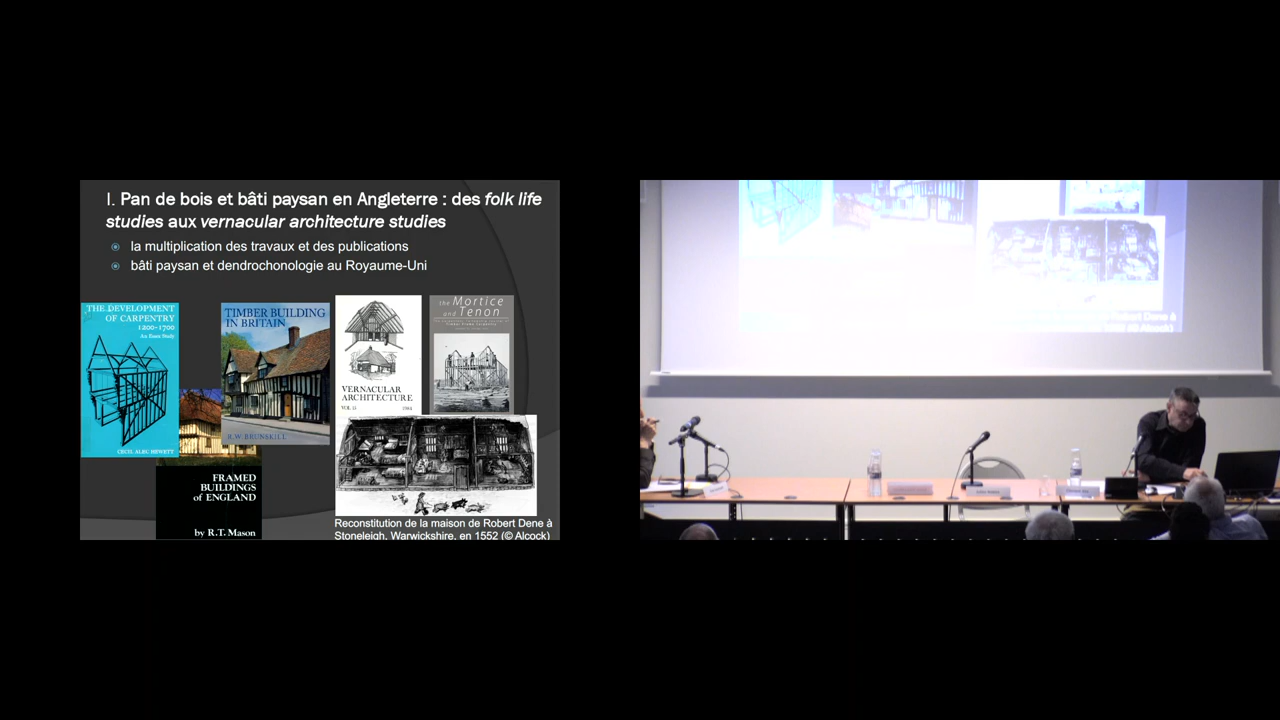 I. Pan de bois et bâti paysan en Angleterre : des folk life
studies aux vernacular architecture studies
la multiplication des travaux et des publications
bâti paysan et dendrochonologie au Royaume-Uni
THE DEVELOPMENT
OF CARPENTRY
1200-1700
An Essex Study
CECIL ALEC HEWETT
FRAMED
BUILDINGS
of ENGLAND
by R.T. Mason
TIMBER BUILDING
IN BRITAIN
R.W. BRUNSKILL
VERNACULAR
ARCHITECTURE
the Mortice
and Tenon
Reconstitution de la maison de Robert Dene à
Stoneleigh, Warwickshire, en 1552 (© Alcock)
Robert Dene à
(© Alcock)